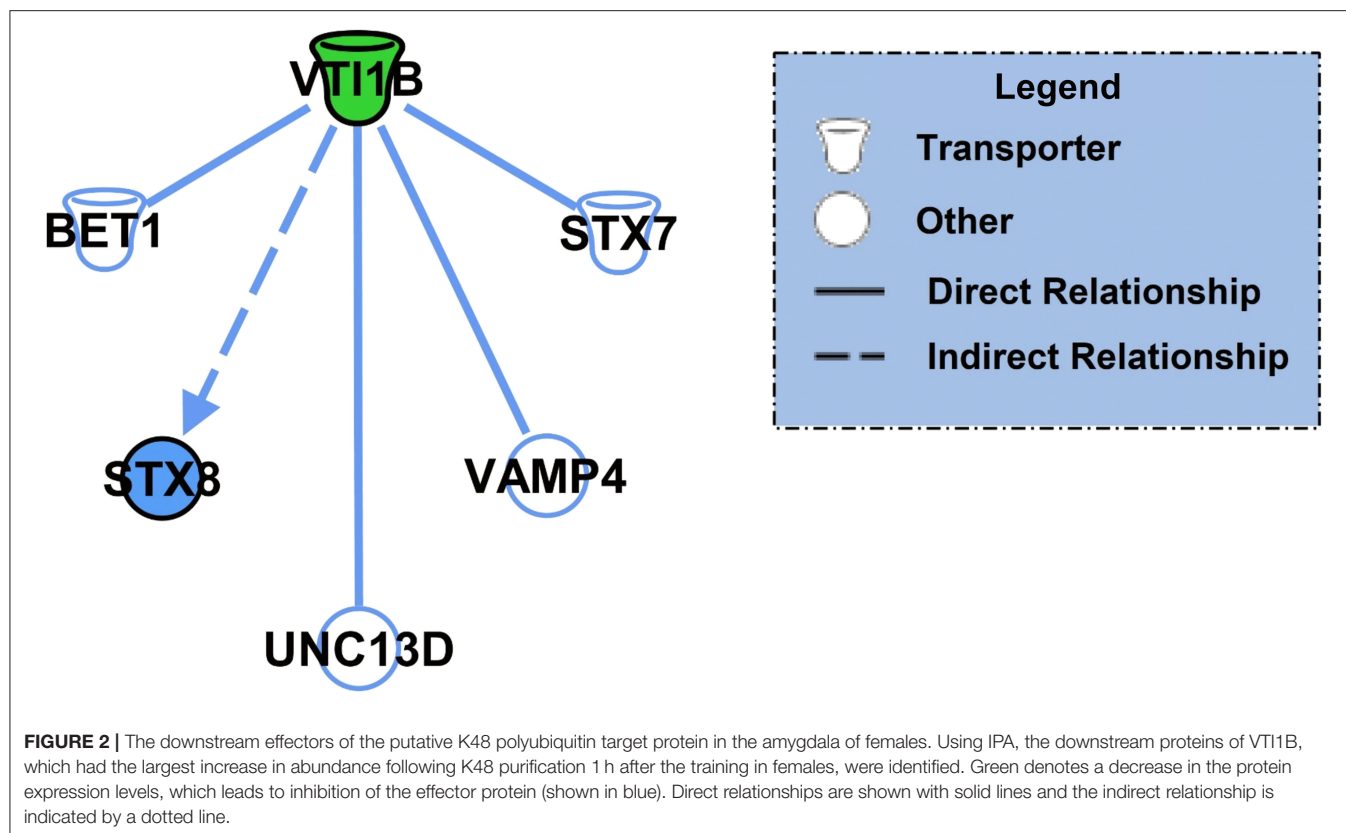 VTI1B
BET1
STX7
STX8
VAMP4
UNC13D
Legend
Transporter
Other
Direct Relationship
Indirect Relationship
FIGURE 2 | The downstream effectors of the putative K48 polyubiquitin target protein in the amygdala of females. Using IPA, the downstream proteins of VTI1B,
which had the largest increase in abundance following K48 purification 1 h after the training in females, were identified. Green denotes a decrease in the protein
expression levels, which leads to inhibition of the effector protein (shown in blue). Direct relationships are shown with solid lines and the indirect relationship is
indicated by a dotted line.